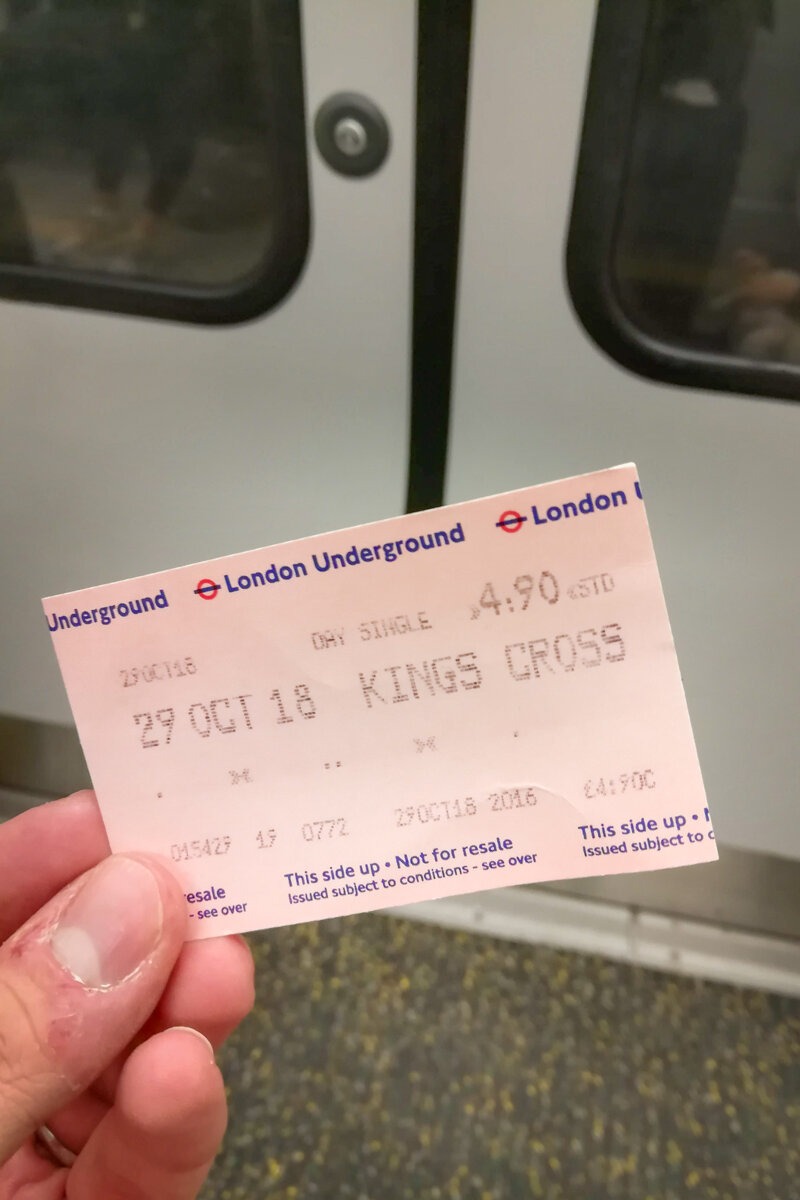 Underground London Underground London U
DAY SINGLE 4:90 STD
29OCT18
29 OCT 18 KINGS CROSS
015429 19 0772 29OCT18 2016 £4:90C
resale This side up • Not for resale This side up • N
- see over Issued subject to conditions - see over Issued subject to c